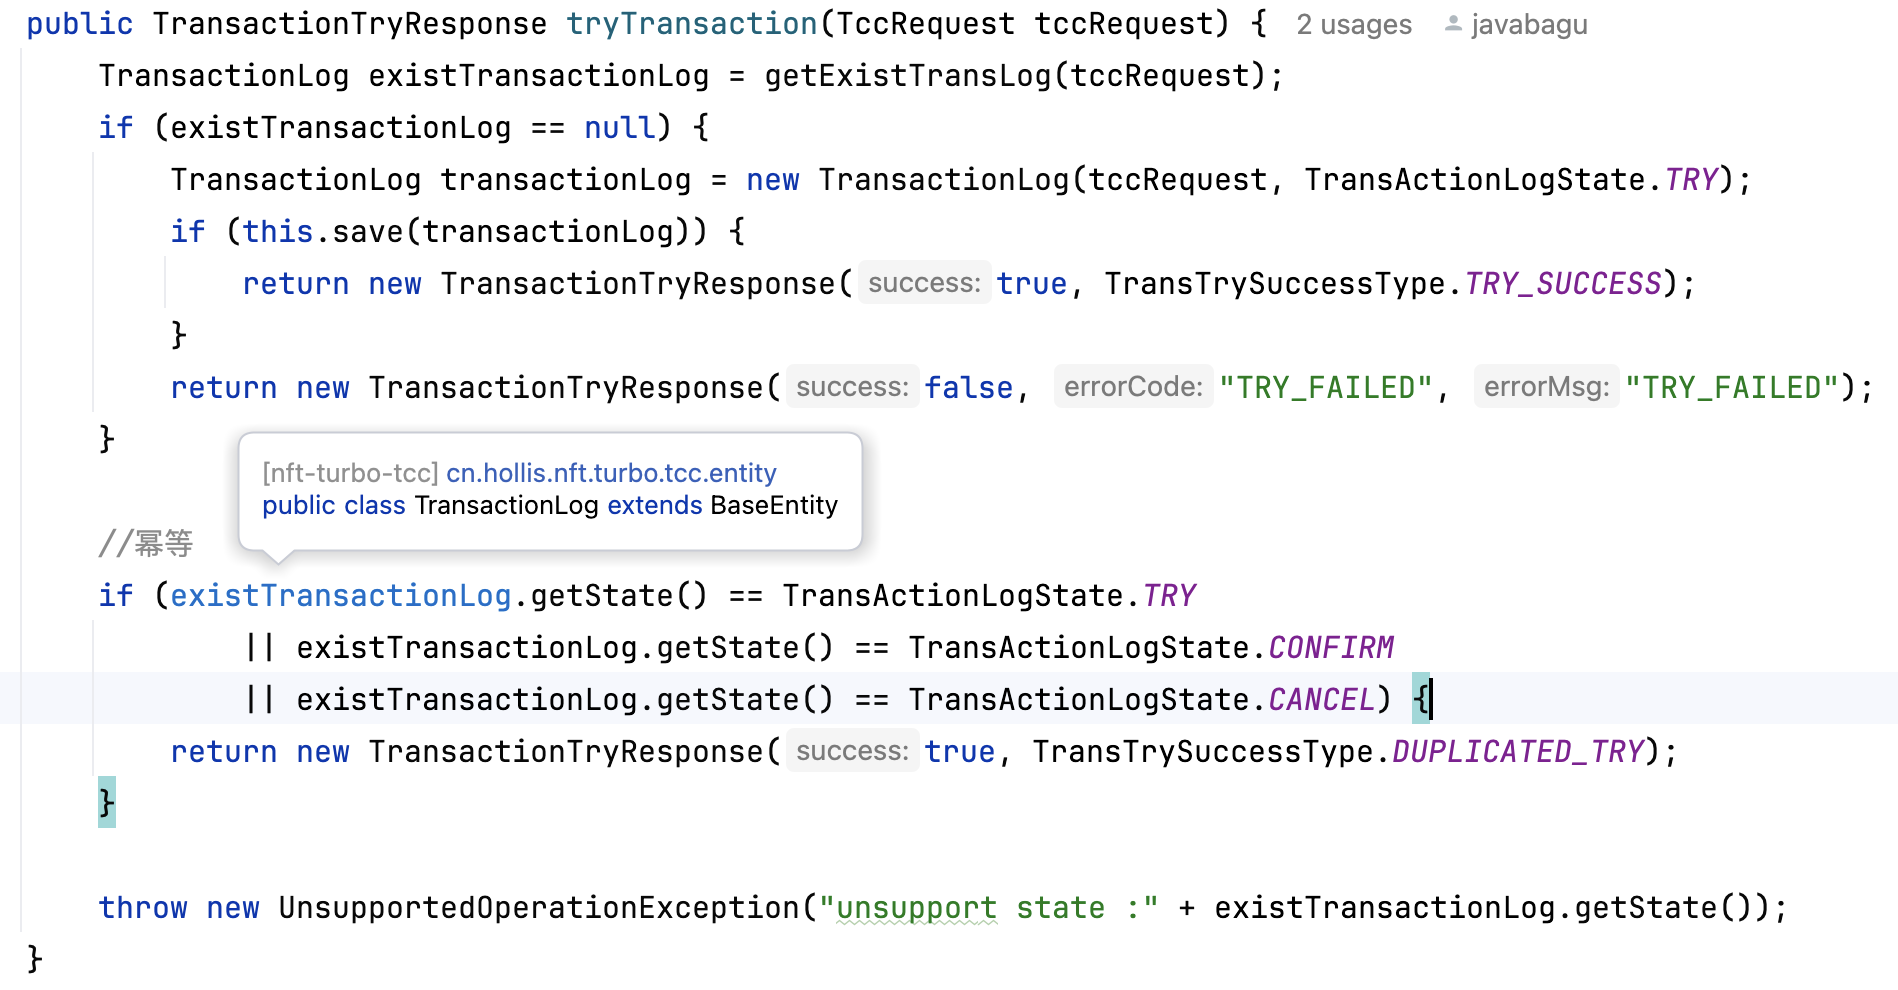 public TransactionTryResponse tryTransaction(TccRequest tccRequest) { 2 usages javabagu
TransactionLog existTransactionLog = getExistTransLog(tccRequest);
if (existTransactionLog == null) {
TransactionLog transactionLog = new TransactionLog(tccRequest, TransActionLogState.TRY);
if (this.save(transactionLog)) {
return new TransactionTryResponse( success: true, TransTrySuccessType.TRY_SUCCESS);
}
return new TransactionTryResponse( success: false, errorCode: "TRY_FAILED", errorMsg: "TRY_FAILED");
}
[nft-turbo-tcc] cn.hollis.nft.turbo.tcc.entity
public class TransactionLog extends BaseEntity
//幂等
if (existTransactionLog.getState() == TransActionLogState.TRY
|| existTransactionLog.getState() == TransActionLogState.CONFIRM
|| existTransactionLog.getState() == TransActionLogState.CANCEL) {
return new TransactionTryResponse( success: true, TransTrySuccessType.DUPLICATED_TRY);
}
throw new UnsupportedOperationException("unsupport state :" + existTransactionLog.getState());
}